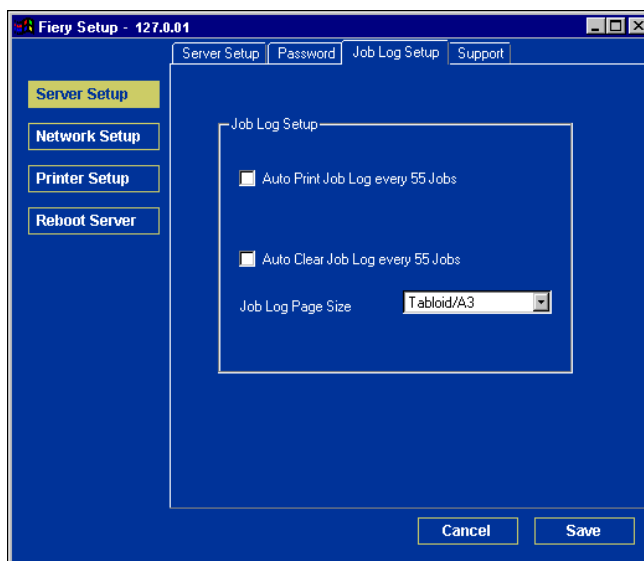 Fiery Setup - 127.0.01
Server Setup Password Job Log Setup Support
Server Setup
Network Setup
Printer Setup
Reboot Server
Job Log Setup
Auto Print Job Log every 55 Jobs
Auto Clear Job Log every 55 Jobs
Job Log Page Size Tabloid/A3
Cancel Save